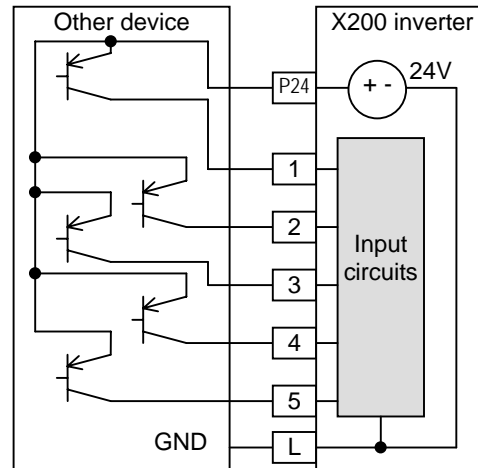 Other device
X200 inverter
P24
+ -
24V
1
2
Input
circuits
3
4
5
GND
L